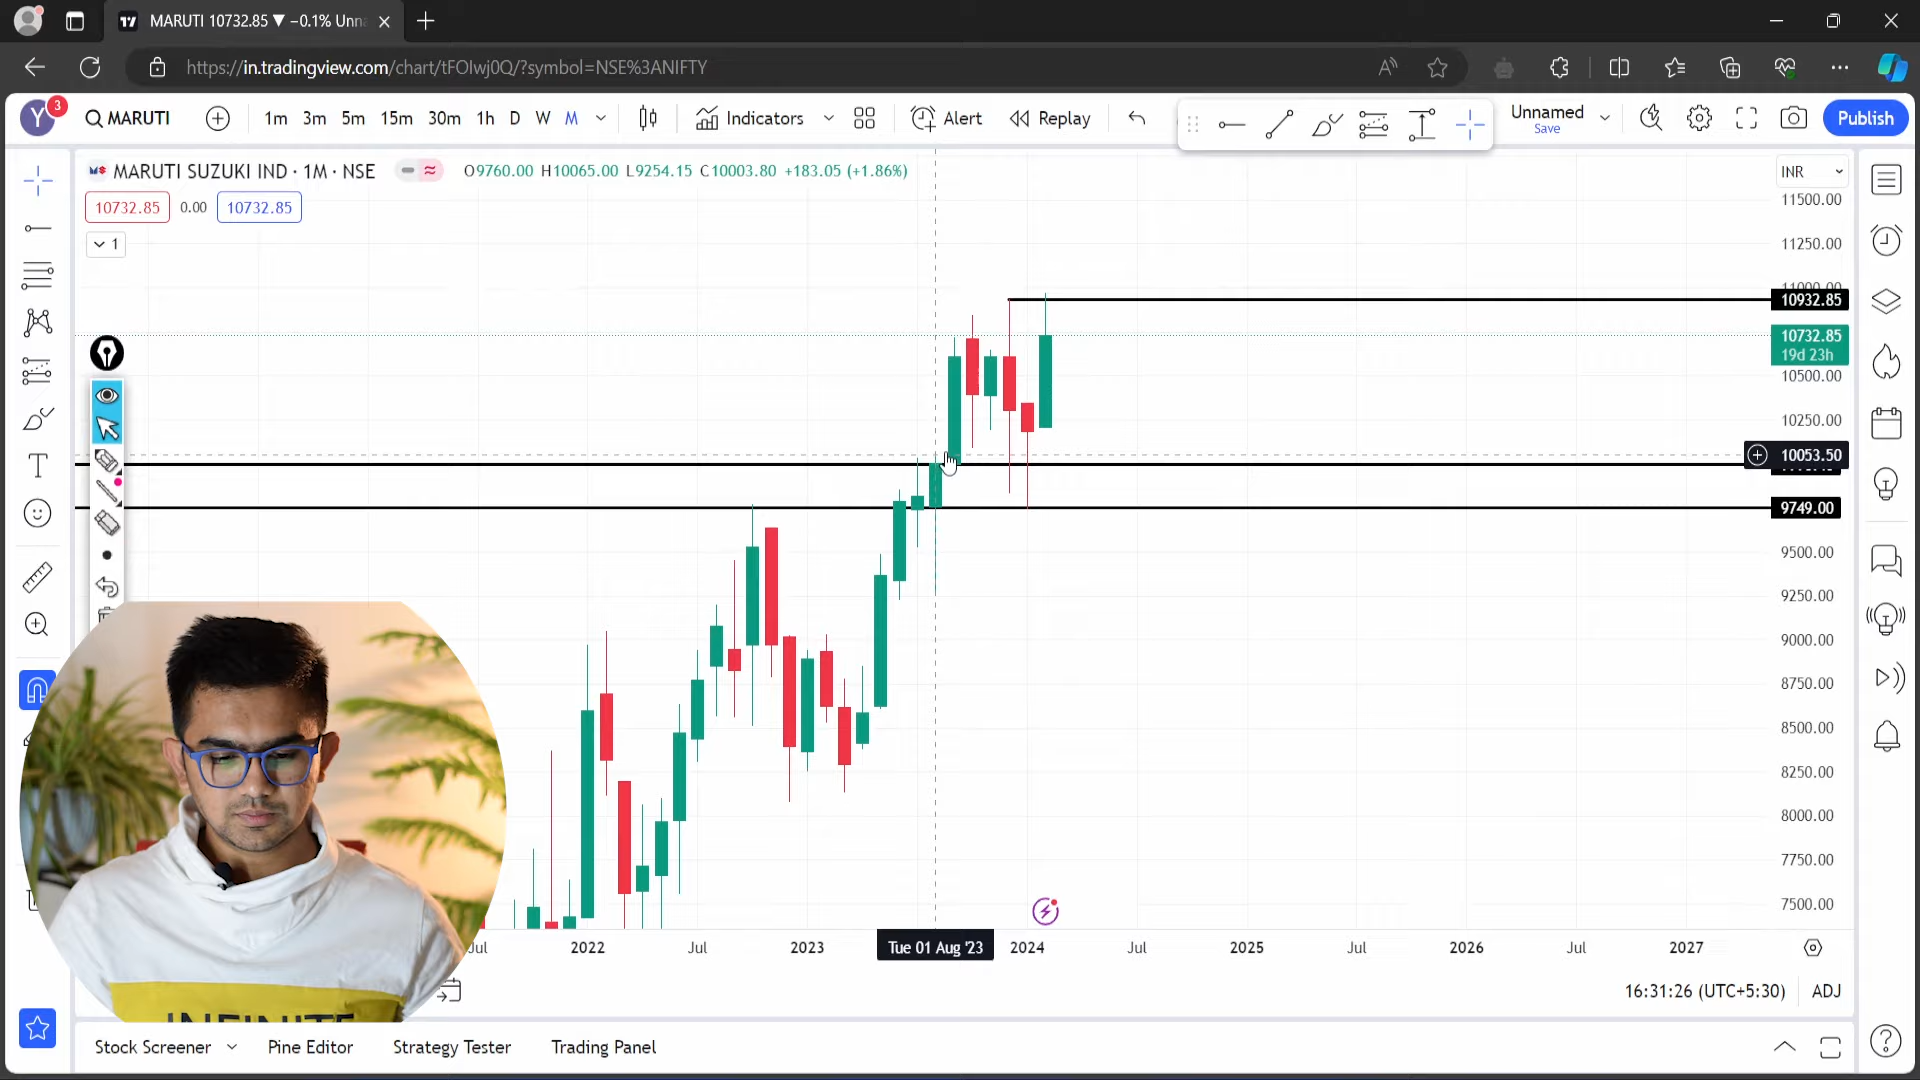 MARUTI 10732.85 ▼ −0.1% Unn
https://in.tradingview.com/chart/tFOIwj0Q/?symbol=NSE%3ANIFTY
Y 3 MARUTI 1m 3m 5m 15m 30m 1h D W M Indicators Alert Replay Unnamed Save Publish
MARUTI SUZUKI IND · 1M · NSE O9760.00 H10065.00 L9254.15 C10003.80 +183.05 (+1.86%) INR
10732.85 0.00 10732.85
1
11500.00
11250.00
10932.85
10732.85
19d 23h
10500.00
10250.00
10053.50
9749.00
9500.00
9250.00
9000.00
8750.00
8500.00
8250.00
8000.00
7750.00
7500.00
Jul 2022 Jul 2023 Tue 01 Aug '23 2024 Jul 2025 Jul 2026 Jul 2027
16:31:26 (UTC+5:30) ADJ
INFINITE
Stock Screener Pine Editor Strategy Tester Trading Panel